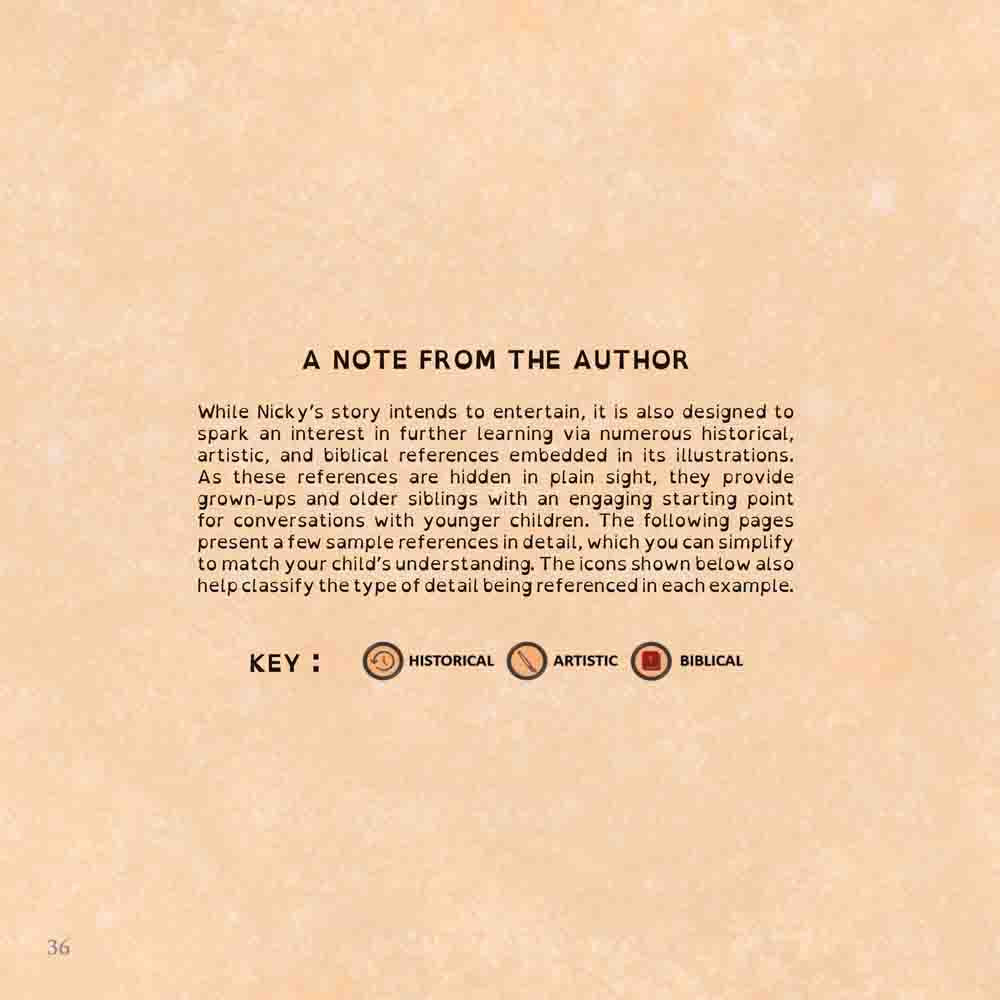 A NOTE FROM THE AUTHOR
While Nicky's story intends to entertain, it is also designed to
spark an interest in further learning via numerous historical,
artistic, and biblical references embedded in its illustrations.
As these references are hidden in plain sight, they provide
grown-ups and older siblings with an engaging starting point
for conversations with younger children. The following pages
present a few sample references in detail, which you can simplify
to match your child's understanding. The icons shown below also
help classify the type of detail being referenced in each example.
KEY : HISTORICAL ARTISTIC BIBLICAL
36